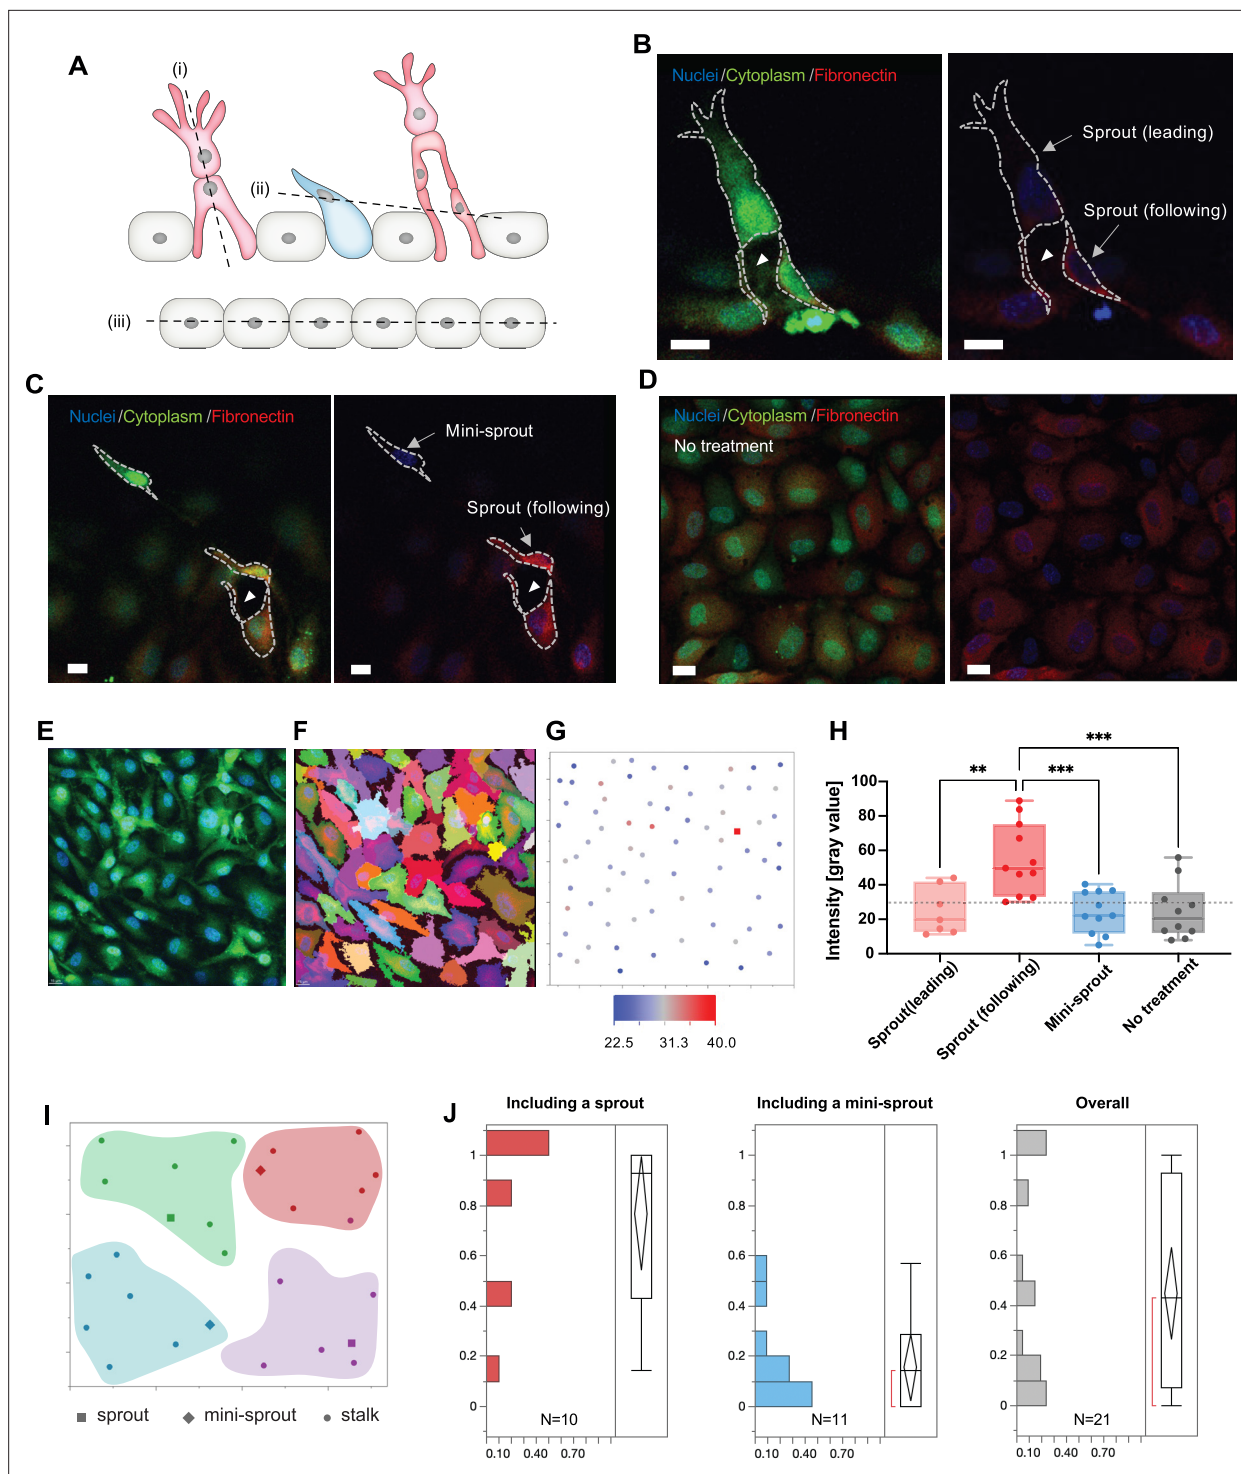 A
(i)
(ii)
(iii)
B
Nuclei/Cytoplasm/Fibronectin
Sprout (leading)
Sprout (following)
C
Nuclei/Cytoplasm/Fibronectin
Mini-sprout
Sprout (following)
D
Nuclei/Cytoplasm/Fibronectin
No treatment
E
F
G
22.5 31.3 40.0
H
** *** ***
Intensity [gray value]
100
80
60
40
20
0
Sprout(leading)
Sprout (following)
Mini-sprout
No treatment
I
sprout mini-sprout stalk
J
Including a sprout
1
0.8
0.6
0.4
0.2
0
N=10
0.10 0.40 0.70
Including a mini-sprout
1
0.8
0.6
0.4
0.2
0
N=11
0.10 0.40 0.70
Overall
1
0.8
0.6
0.4
0.2
0
N=21
0.10 0.40 0.70